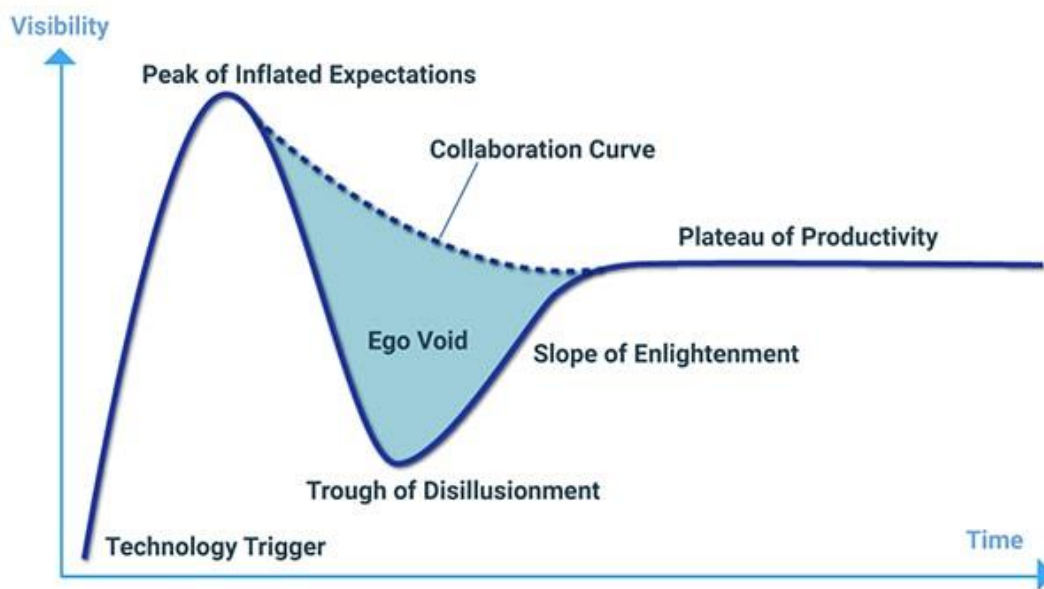 Visibility
Peak of Inflated Expectations
Collaboration Curve
Plateau of Productivity
Ego Void
Slope of Enlightenment
Trough of Disillusionment
Technology Trigger
Time